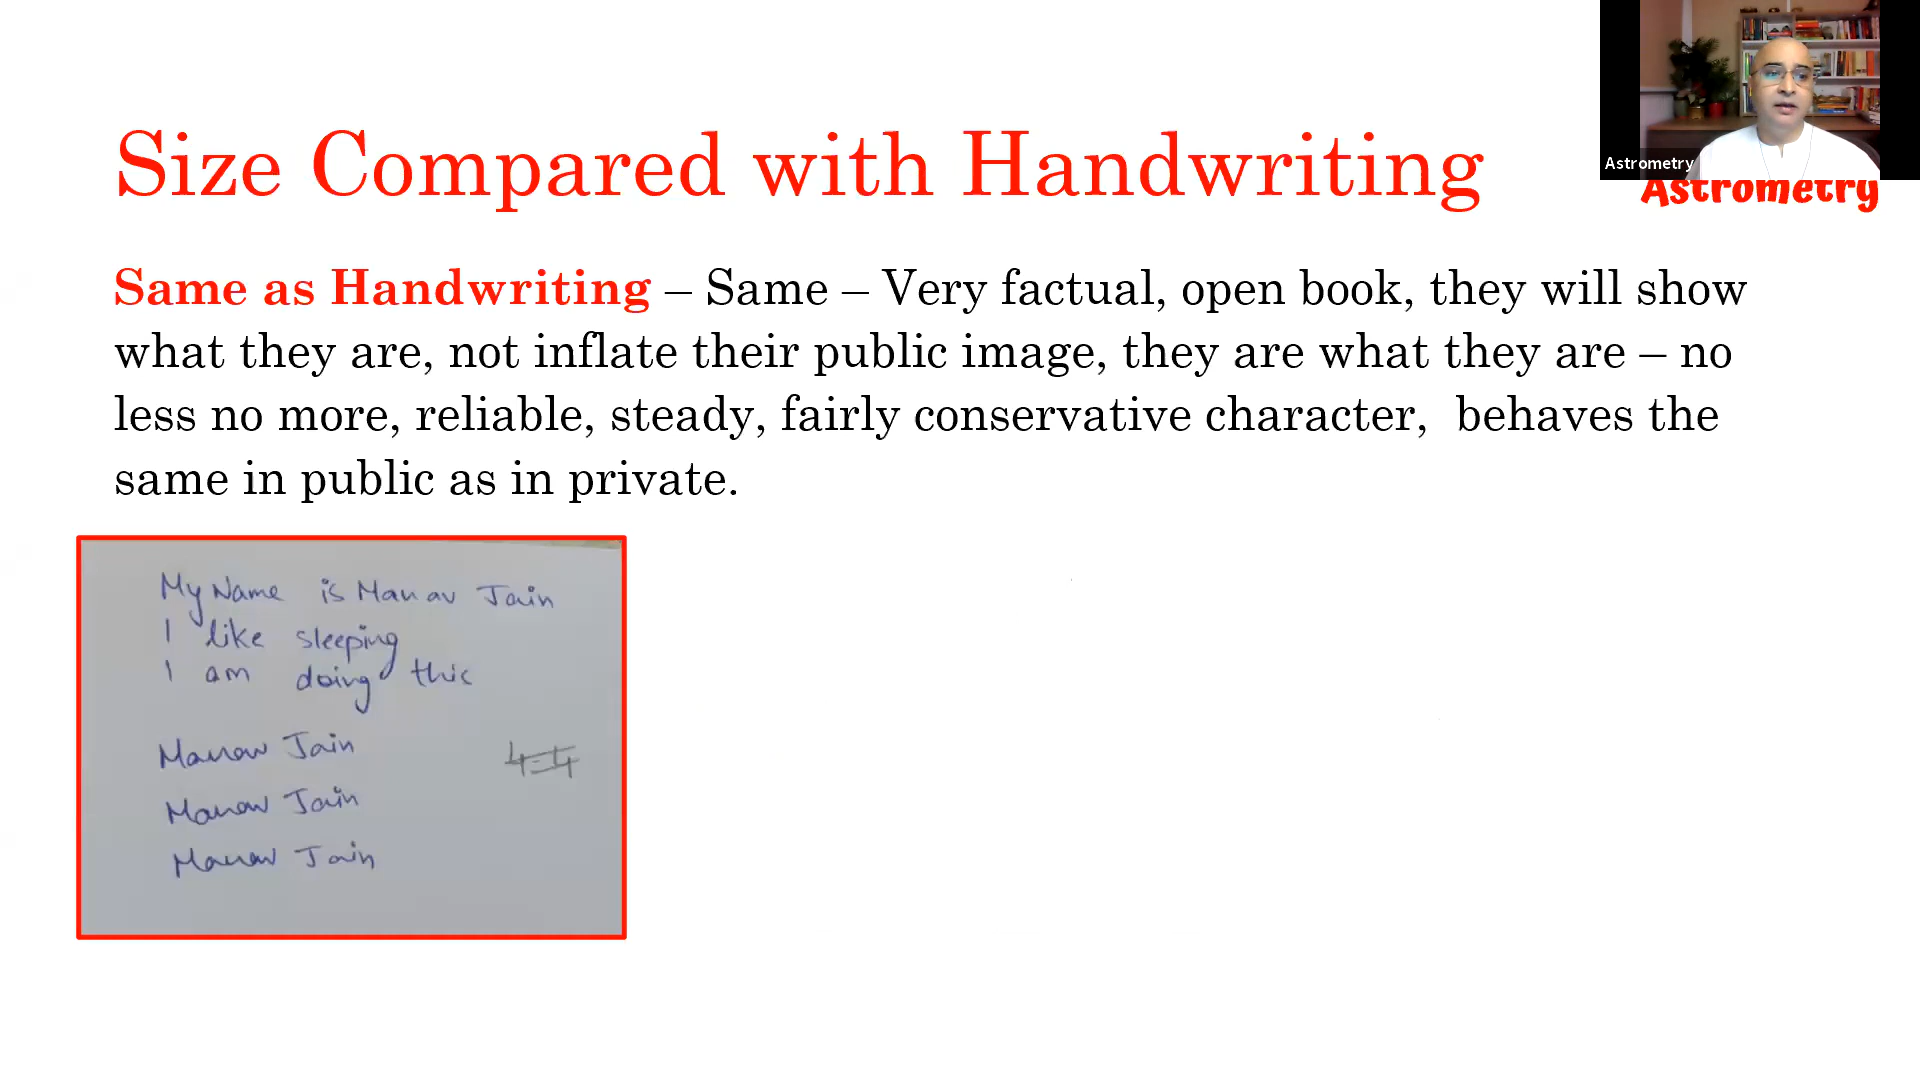 Astrometry
Astrometry
Size Compared with Handwriting
Same as Handwriting – Same – Very factual, open book, they will show
what they are, not inflate their public image, they are what they are – no
less no more, reliable, steady, fairly conservative character,  behaves the
same in public as in private.
My Name is Manav Jain
I like sleeping
I am doing this
Manav Jain
4=4
Manav Jain
Manav Jain